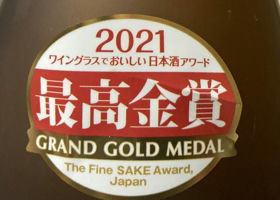 2021
ワイングラスでおいしい日本酒アワード
最高金賞
GRAND GOLD MEDAL
The Fine SAKE Award,
Japan